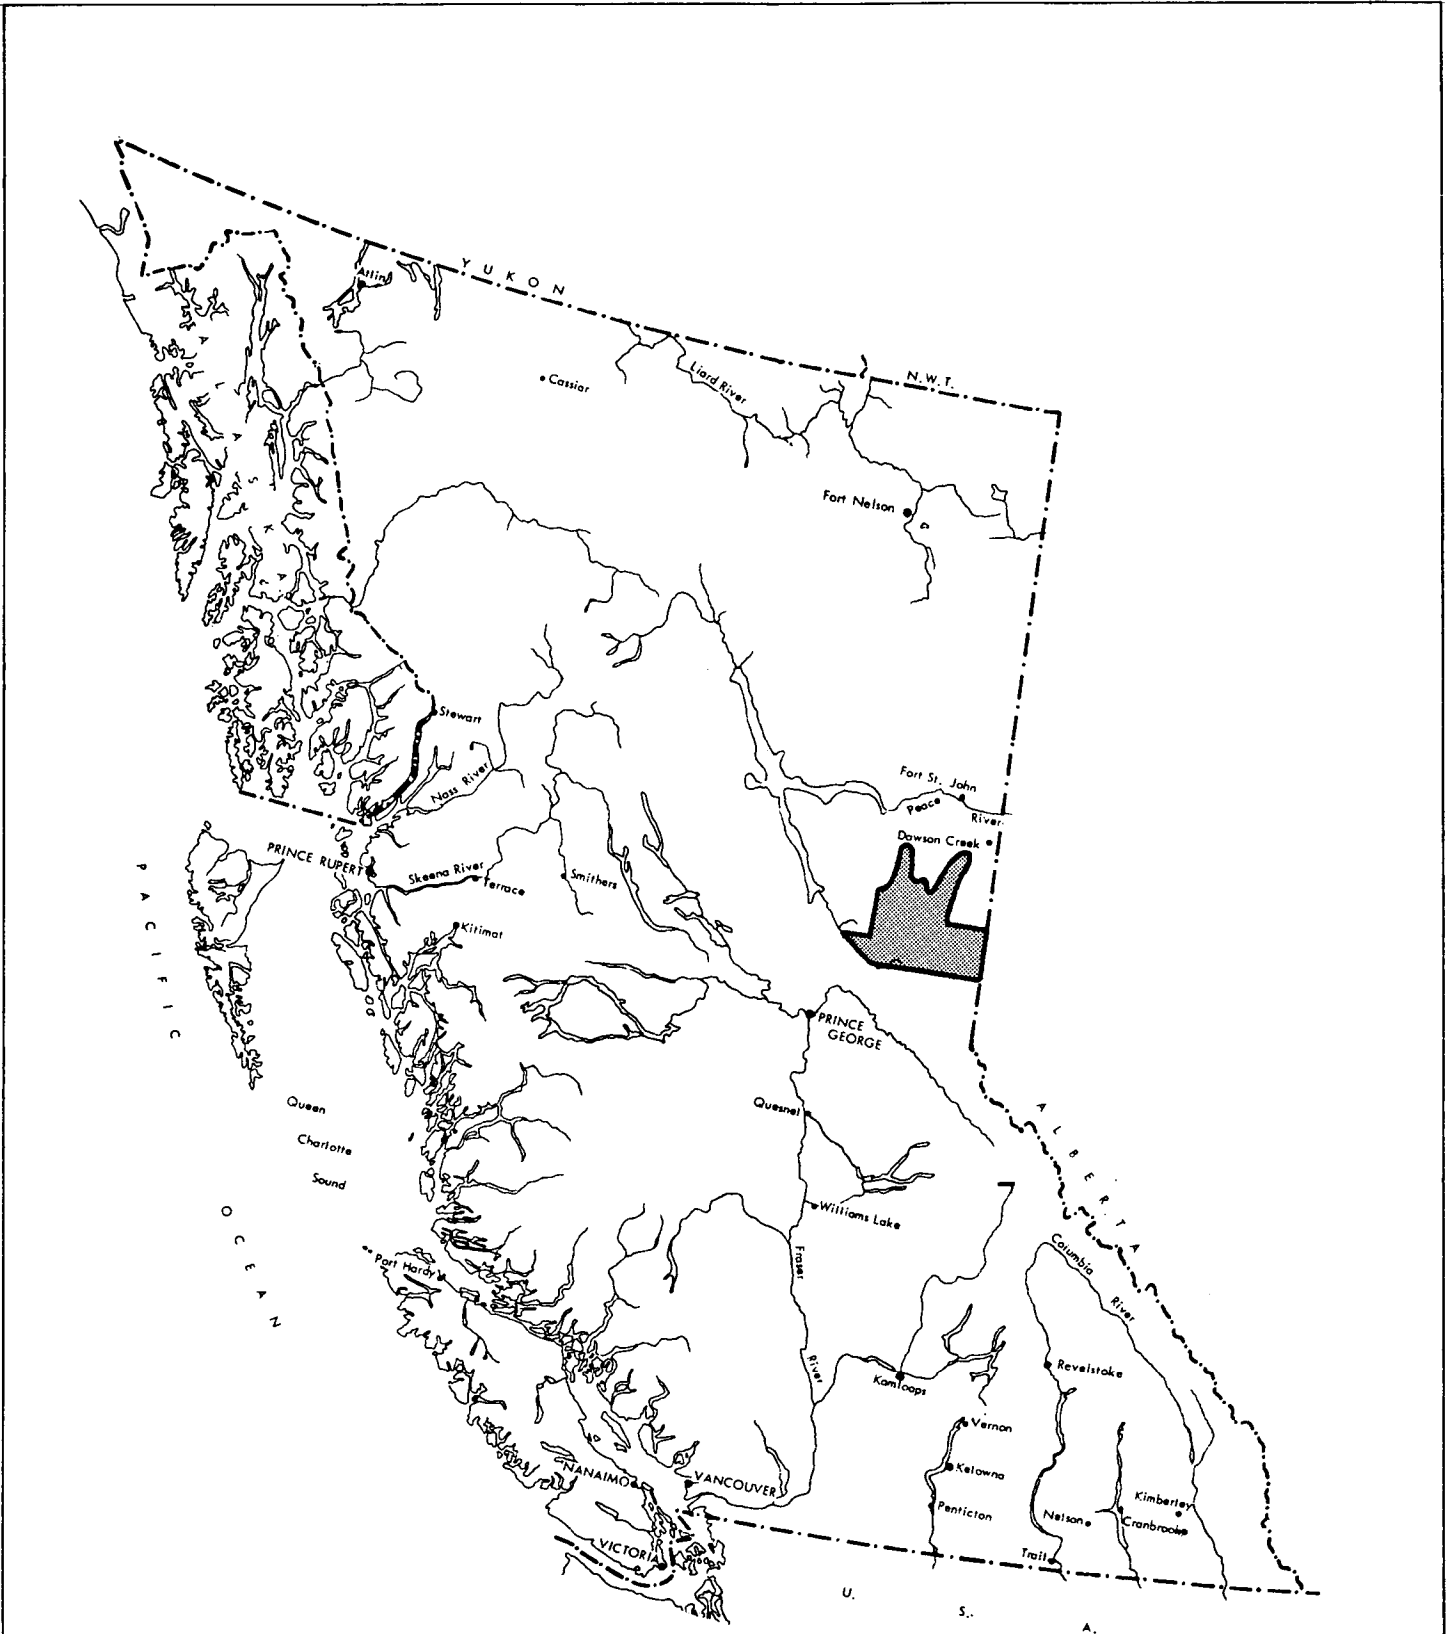 YUKON
Atlin
N.W.T.
Liard River
Cassiar
ALASKA
Fort Nelson
Stewart
Nass River
Fort St. John
Peace
River
Dawson Creek
PRINCE RUPERT
Skeena River
Terrace
Smithers
Kitimat
PACIFIC
OCEAN
PRINCE
GEORGE
Queen
Charlotte
Sound
Quesnel
ALBERTA
Williams Lake
Fraser
River
Columbia
River
Port Hardy
Revelstoke
Kamloops
Vernon
Kelowna
Penticton
NANAIMO
VANCOUVER
Kimberley
Nelson
Cranbrook
VICTORIA
Trail
U. S. A.